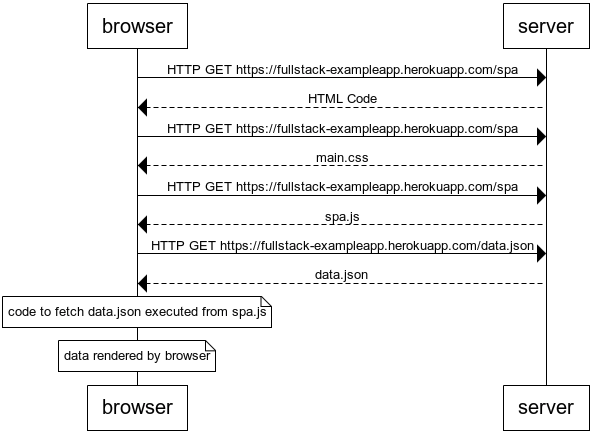 browser server
HTTP GET https://fullstack-exampleapp.herokuapp.com/spa
HTML Code
HTTP GET https://fullstack-exampleapp.herokuapp.com/spa
main.css
HTTP GET https://fullstack-exampleapp.herokuapp.com/spa
spa.js
HTTP GET https://fullstack-exampleapp.herokuapp.com/data.json
data.json
code to fetch data.json executed from spa.js
data rendered by browser
browser server